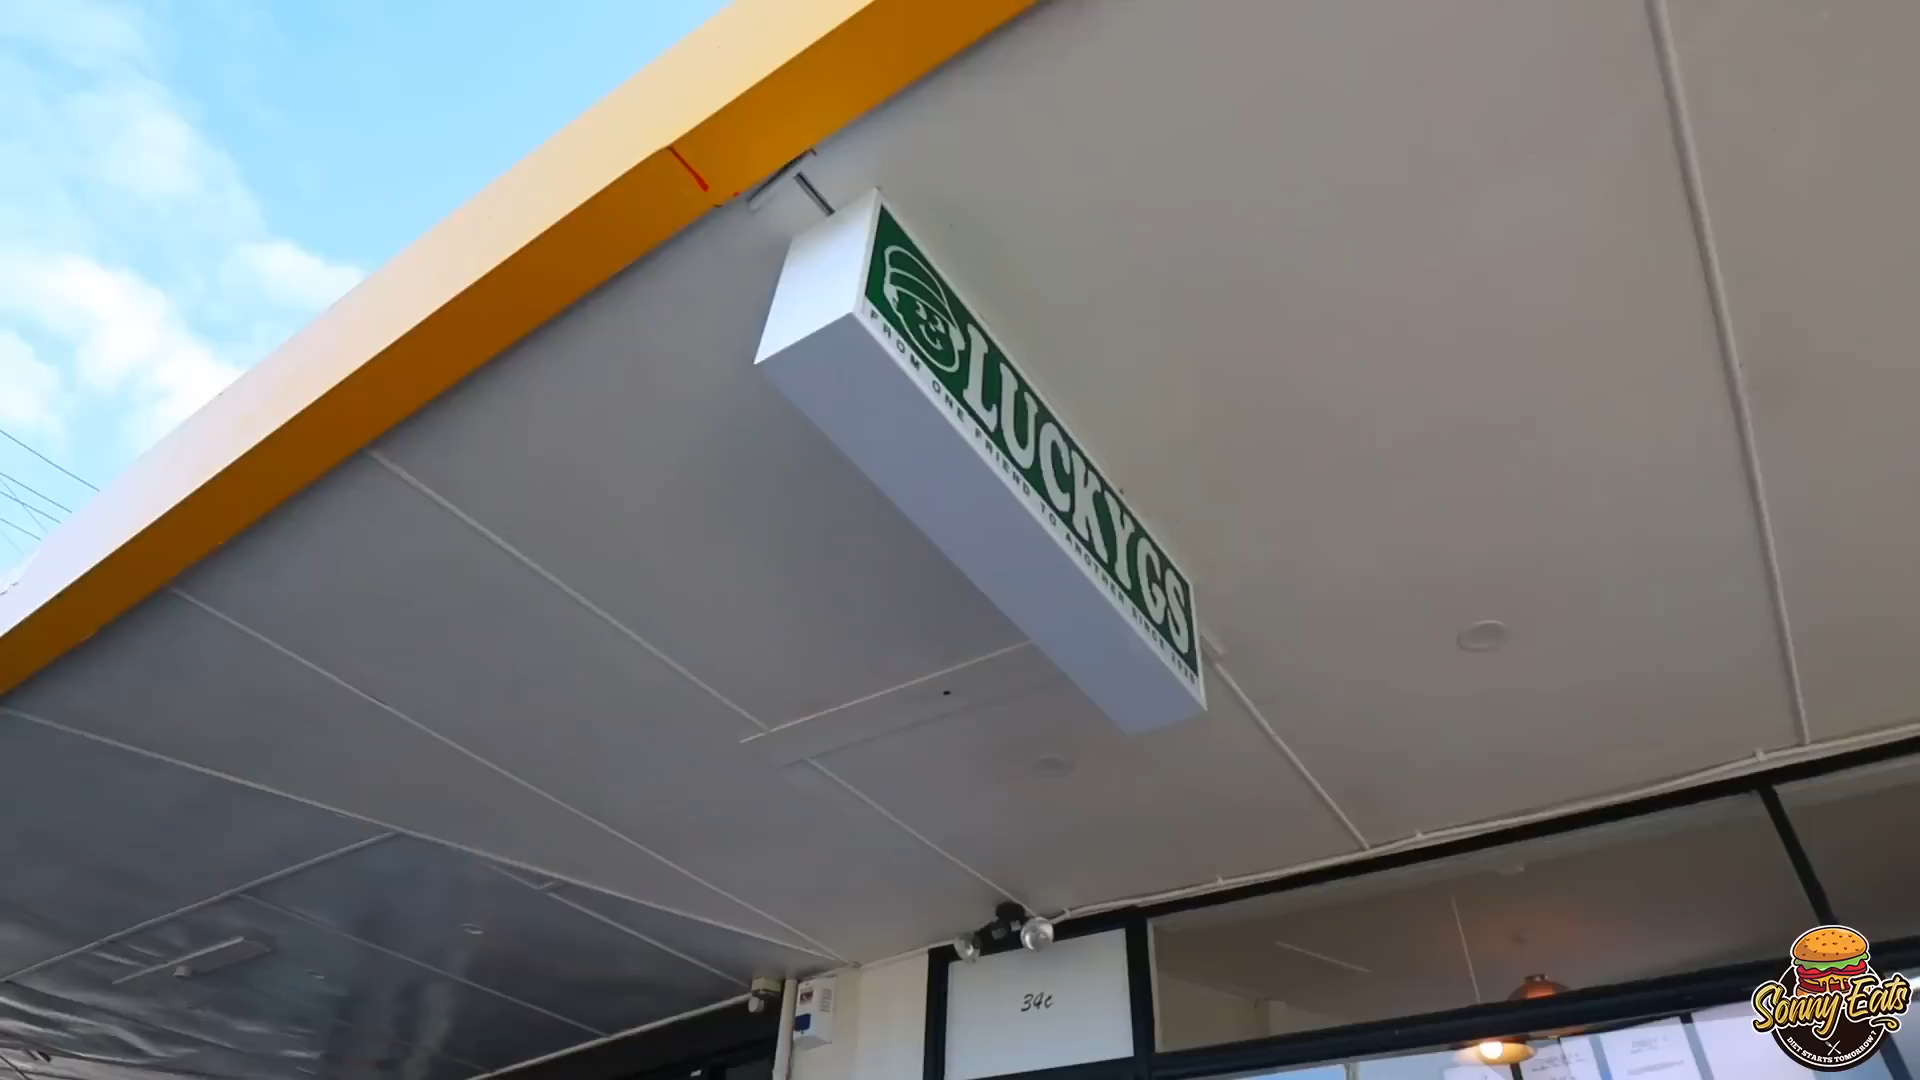 LUCKYGS
FROM ONE FRIEND TO ANOTHER SINCE
34c
Sonny Eats
DIET STARTS TOMORROW